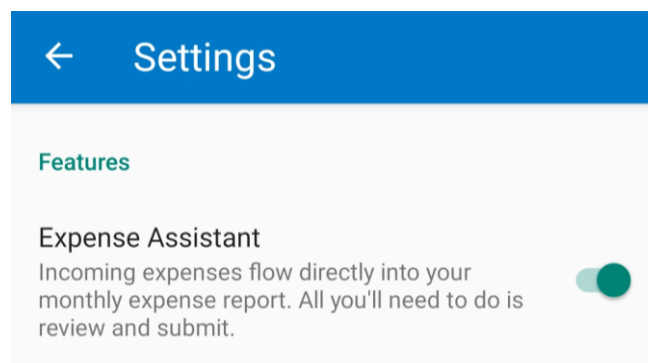 Settings
Features
Expense Assistant
Incoming expenses flow directly into your
monthly expense report. All you'll need to do is
review and submit.